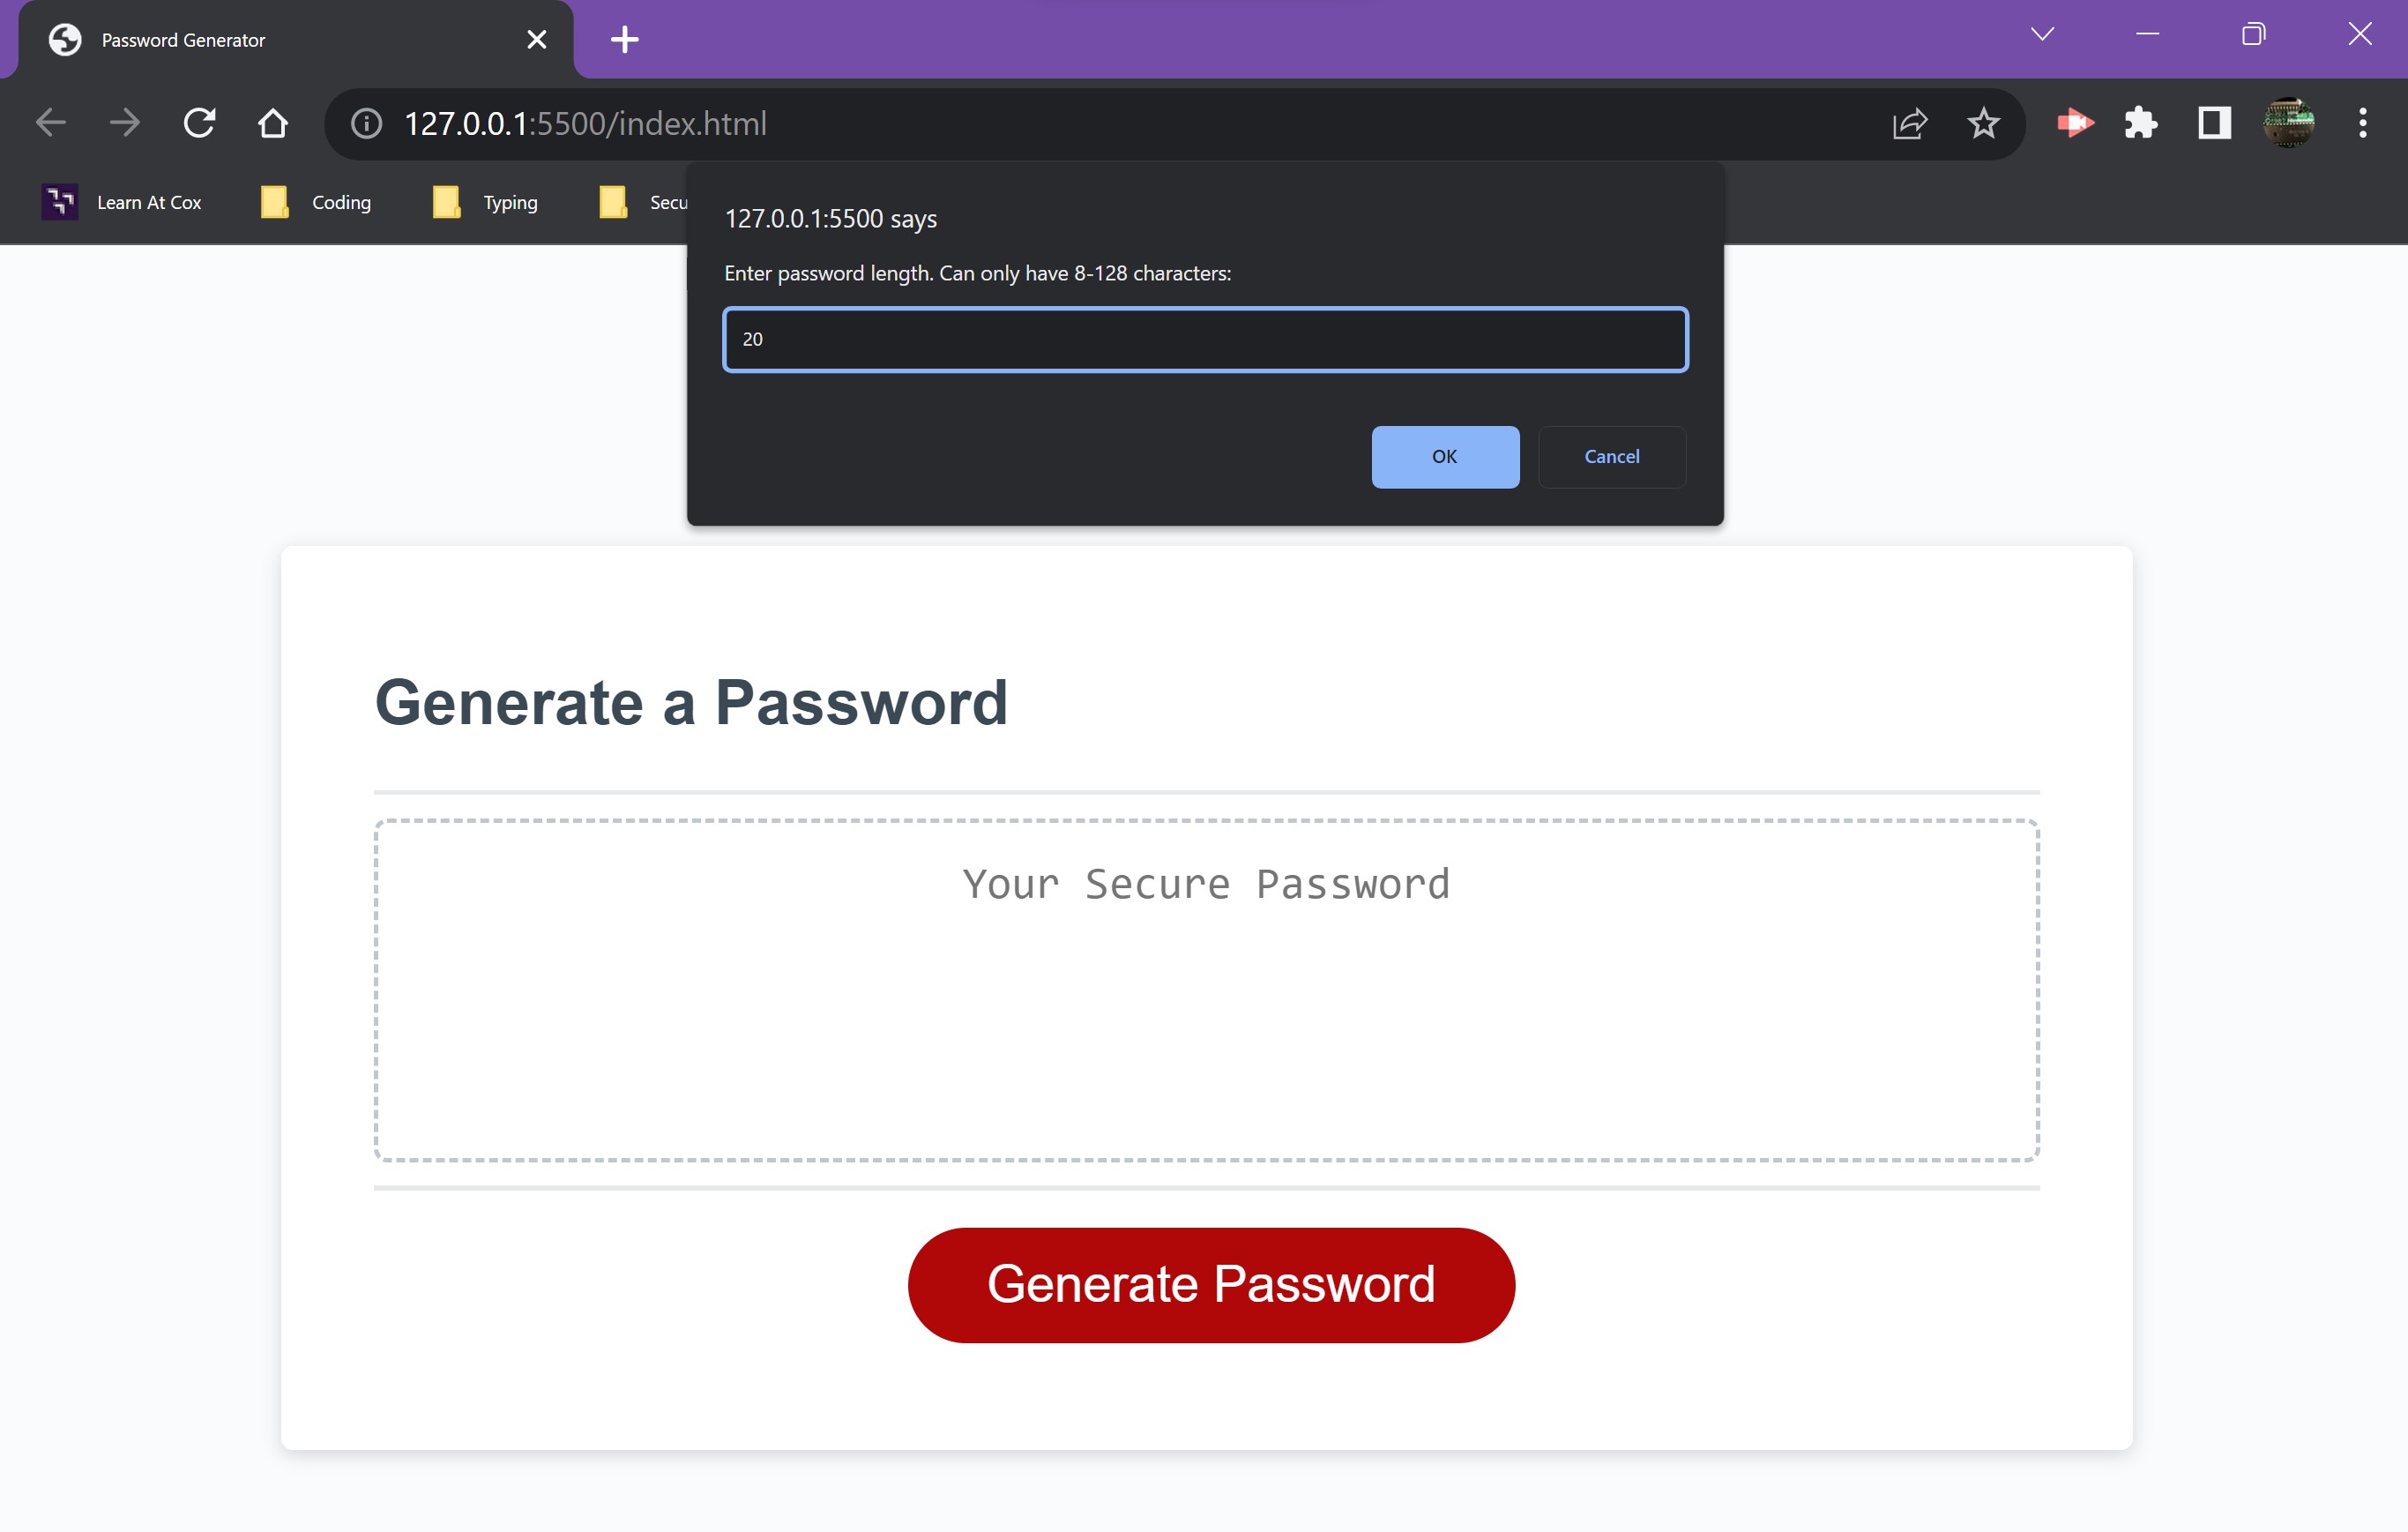 Password Generator
127.0.0.1:5500/index.html
Learn At Cox
Coding
Typing
Secu
127.0.0.1:5500 says
Enter password length. Can only have 8-128 characters:
20
OK
Cancel
Generate a Password
Your Secure Password
Generate Password